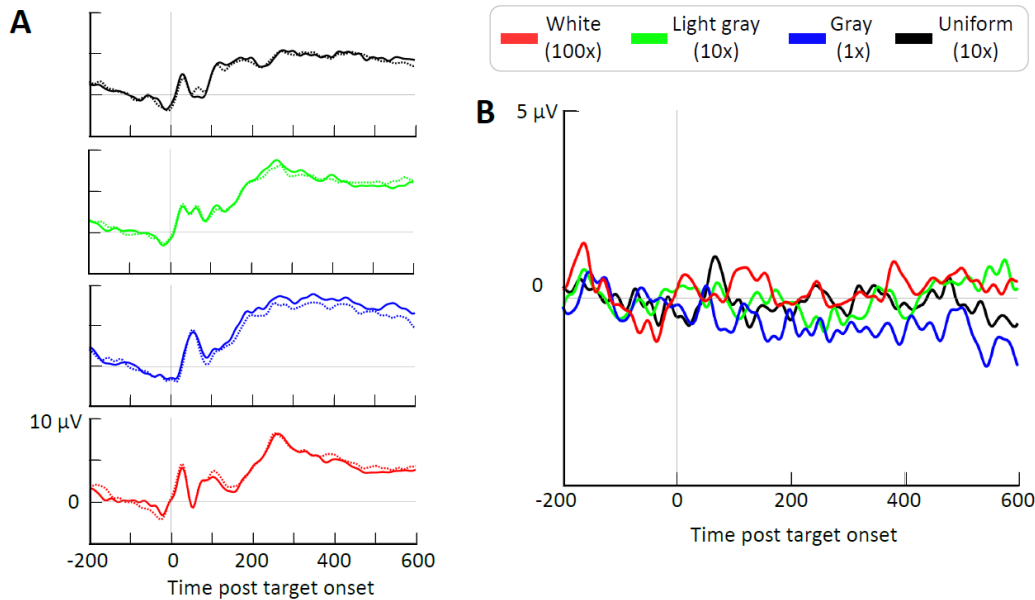 A
White
(100x)
Light gray
(10x)
Gray
(1x)
Uniform
(10x)
10 µV
0
-200
0
200
400
600
Time post target onset
B
5 µV
0
-200
0
200
400
600
Time post target onset